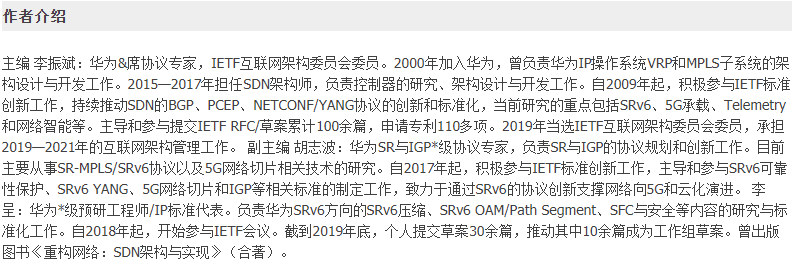 作者介绍
主编 李振斌：华为&席协议专家，IETF互联网架构委员会委员。2000年加入华为，曾负责华为IP操作系统VRP和MPLS子系统的架
构设计与开发工作。2015—2017年担任SDN架构师，负责控制器的研究、架构设计与开发工作。自2009年起，积极参与IETF标准
创新工作，持续推动SDN的BGP、PCEP、NETCONF/YANG协议的创新和标准化，当前研究的重点包括SRv6、5G承载、Telemetry
和网络智能等。主导和参与提交IETF RFC/草案累计100余篇，申请专利110多项。2019年当选IETF互联网架构委员会委员，承担
2019—2021年的互联网架构管理工作。 副主编 胡志波：华为SR与IGP*级协议专家，负责SR与IGP的协议规划和创新工作。目前
主要从事SR-MPLS/SRv6协议以及5G网络切片相关技术的研究。自2017年起，积极参与IETF标准创新工作，主导和参与SRv6可靠
性保护、SRv6 YANG、5G网络切片和IGP等相关标准的制定工作，致力于通过SRv6的协议创新支撑网络向5G和云化演进。 李
呈：华为*级预研工程师/IP标准代表。负责华为SRv6方向的SRv6压缩、SRv6 OAM/Path Segment、SFC与安全等内容的研究与标
准化工作。自2018年起，开始参与IETF会议。截到2019年底，个人提交草案30余篇，推动其中10余篇成为工作组草案。曾出版
图书《重构网络：SDN架构与实现》（合著）。